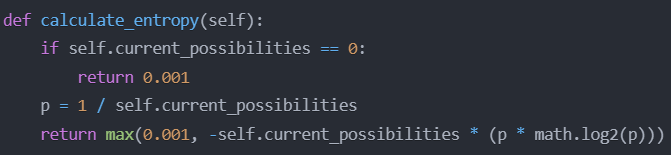 def calculate_entropy(self):
    if self.current_possibilities == 0:
        return 0.001
    p = 1 / self.current_possibilities
    return max(0.001, -self.current_possibilities * (p * math.log2(p)))